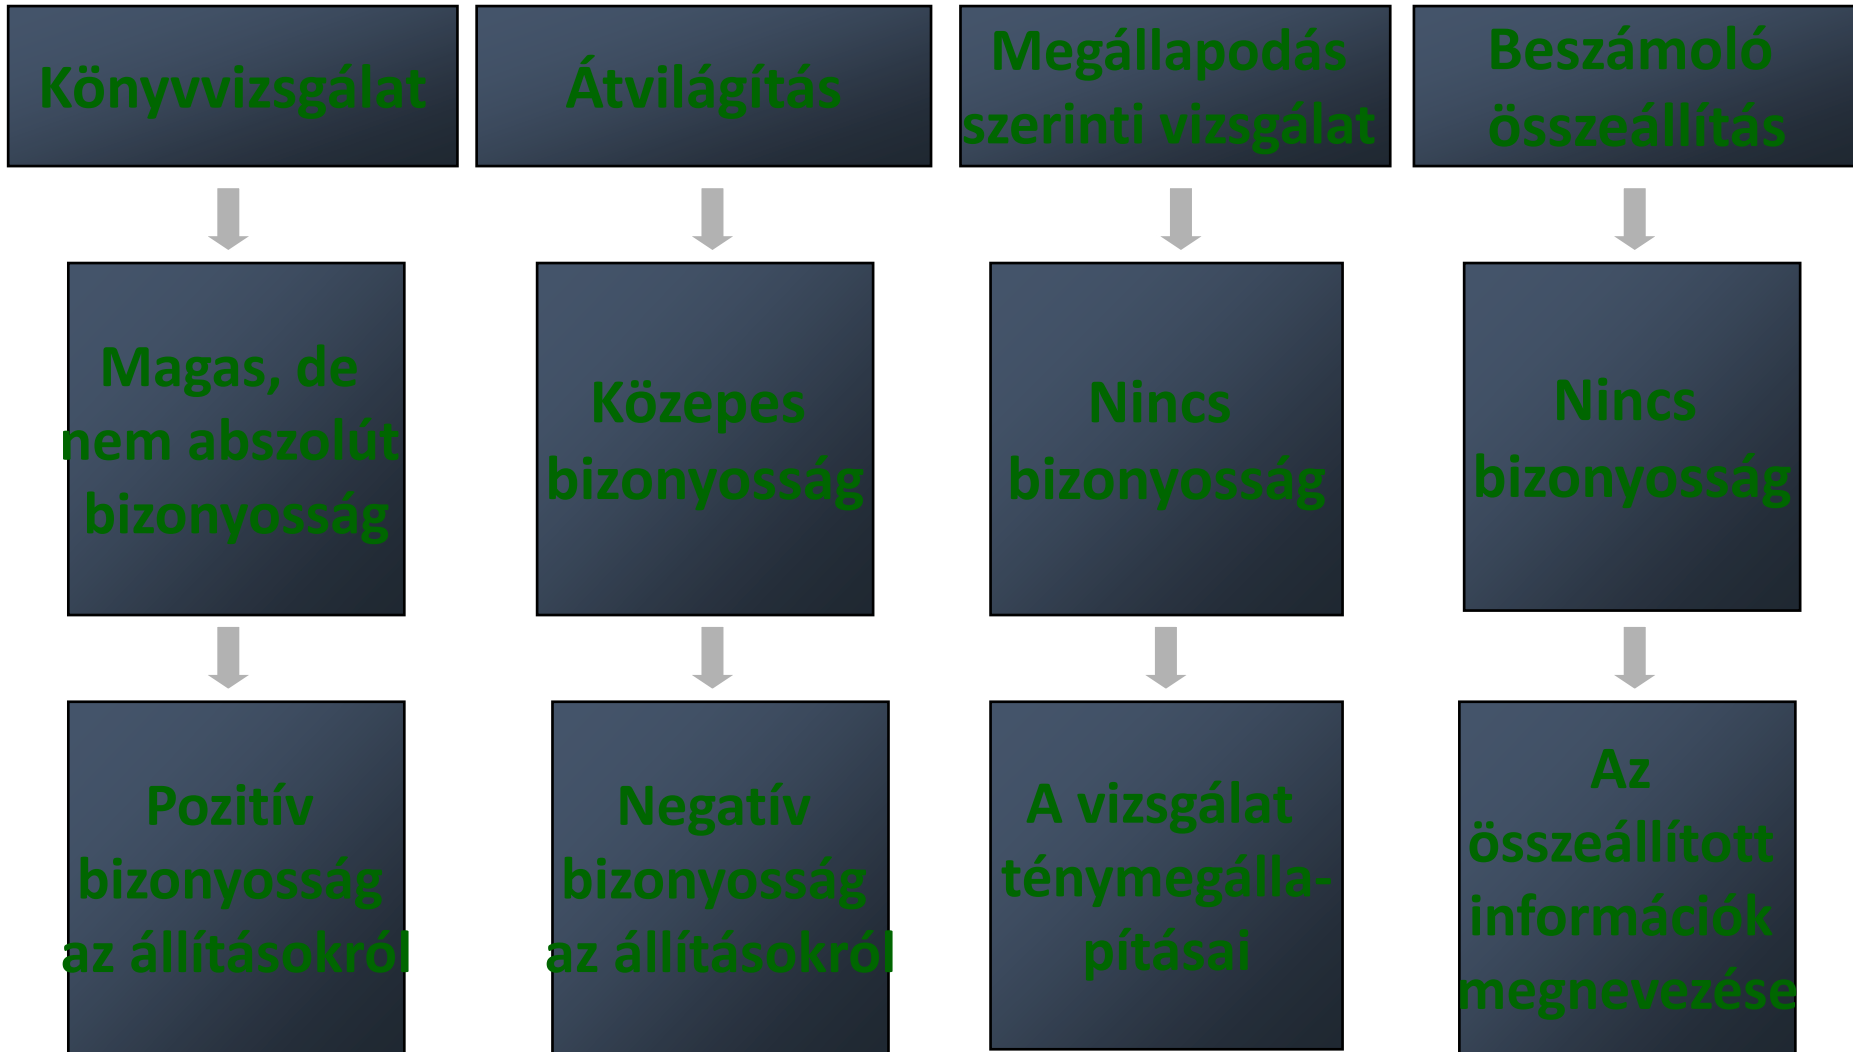 Könyvvizsgálat
Átvilágítás
Megállapodás
szerinti vizsgálat
Beszámoló
összeállítás
Magas, de
nem abszolút
bizonyosság
Közepes
bizonyosság
Nincs
bizonyosság
Nincs
bizonyosság
Pozitív
bizonyosság
az állításokról
Negatív
bizonyosság
az állításokról
A vizsgálat
ténymegálla-
pításai
Az
összeállított
információk
megnevezése